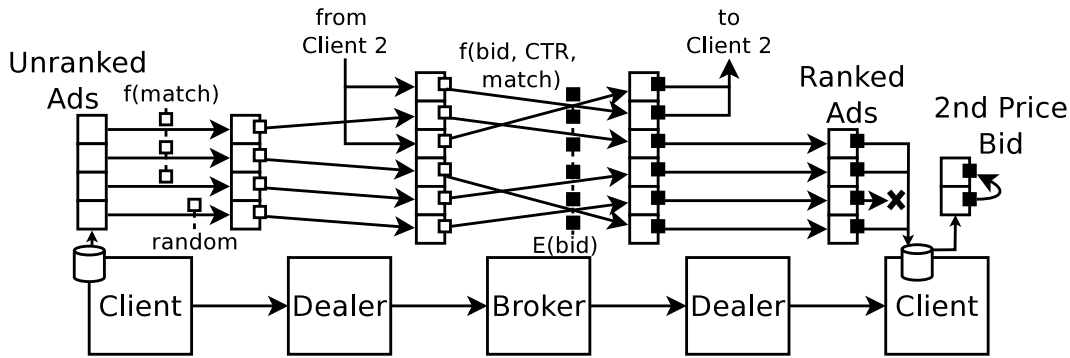 Unranked
Ads
f(match)
random
from
Client 2
f(bid, CTR,
match)
E(bid)
to
Client 2
Ranked
Ads
2nd Price
Bid
Client
Dealer
Broker
Dealer
Client